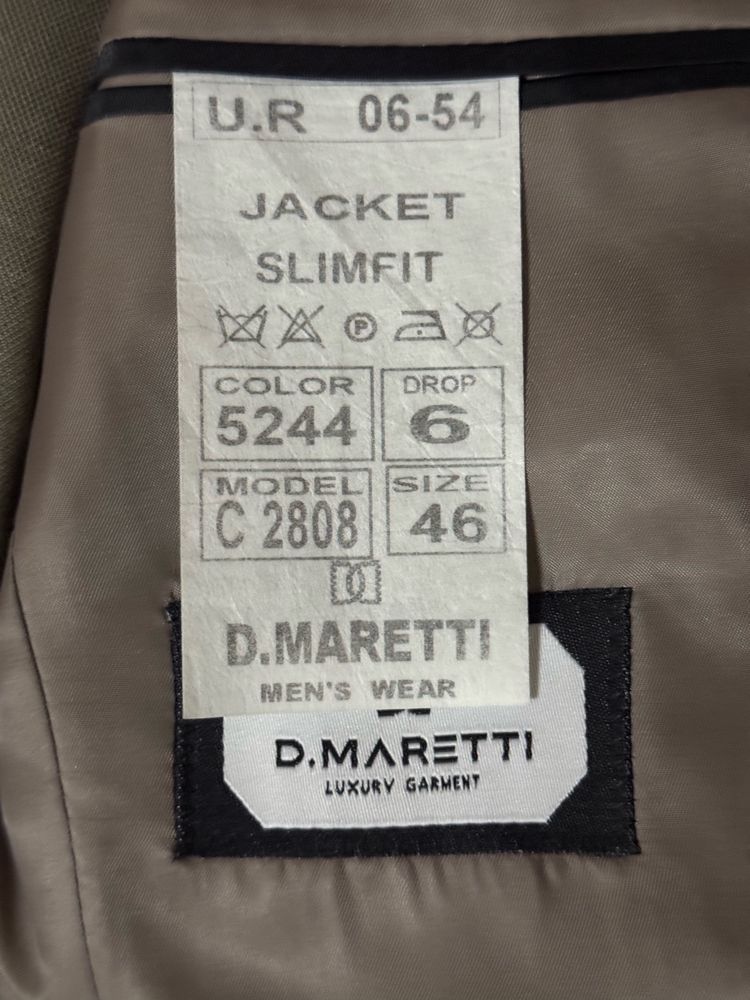 U.R 06-54
JACKET
SLIMFIT
P
COLOR DROP
5244 6
MODEL SIZE
C 2808 46
D.MARETTI
MEN'S WEAR
D.MARETTI
LUXURY GARMENT